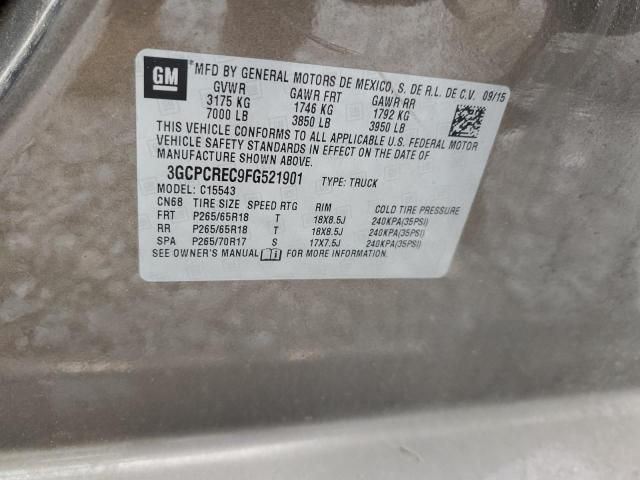 GM
*MFD BY GENERAL MOTORS DE MEXICO, S. DE R.L. DE C.V. 09/15
GVWR GAWR FRT GAWR RR
3175 KG 1746 KG 1792 KG
7000 LB 3850 LB 3950 LB
THIS VEHICLE CONFORMS TO ALL APPLICABLE U.S. FEDERAL MOTOR
VEHICLE SAFETY STANDARDS IN EFFECT ON THE DATE OF
MANUFACTURE SHOWN ABOVE.
3GCPCREC9FG521901 TYPE: TRUCK
MODEL: C15543
CN68 TIRE SIZE SPEED RTG RIM COLD TIRE PRESSURE
FRT P265/65R18 T 18X8.5J 240KPA(35PSI)
RR P265/65R18 T 18X8.5J 240KPA(35PSI)
SPA P265/70R17 S 17X7.5J 240KPA(35PSI)
SEE OWNER'S MANUAL FOR MORE INFORMATION.